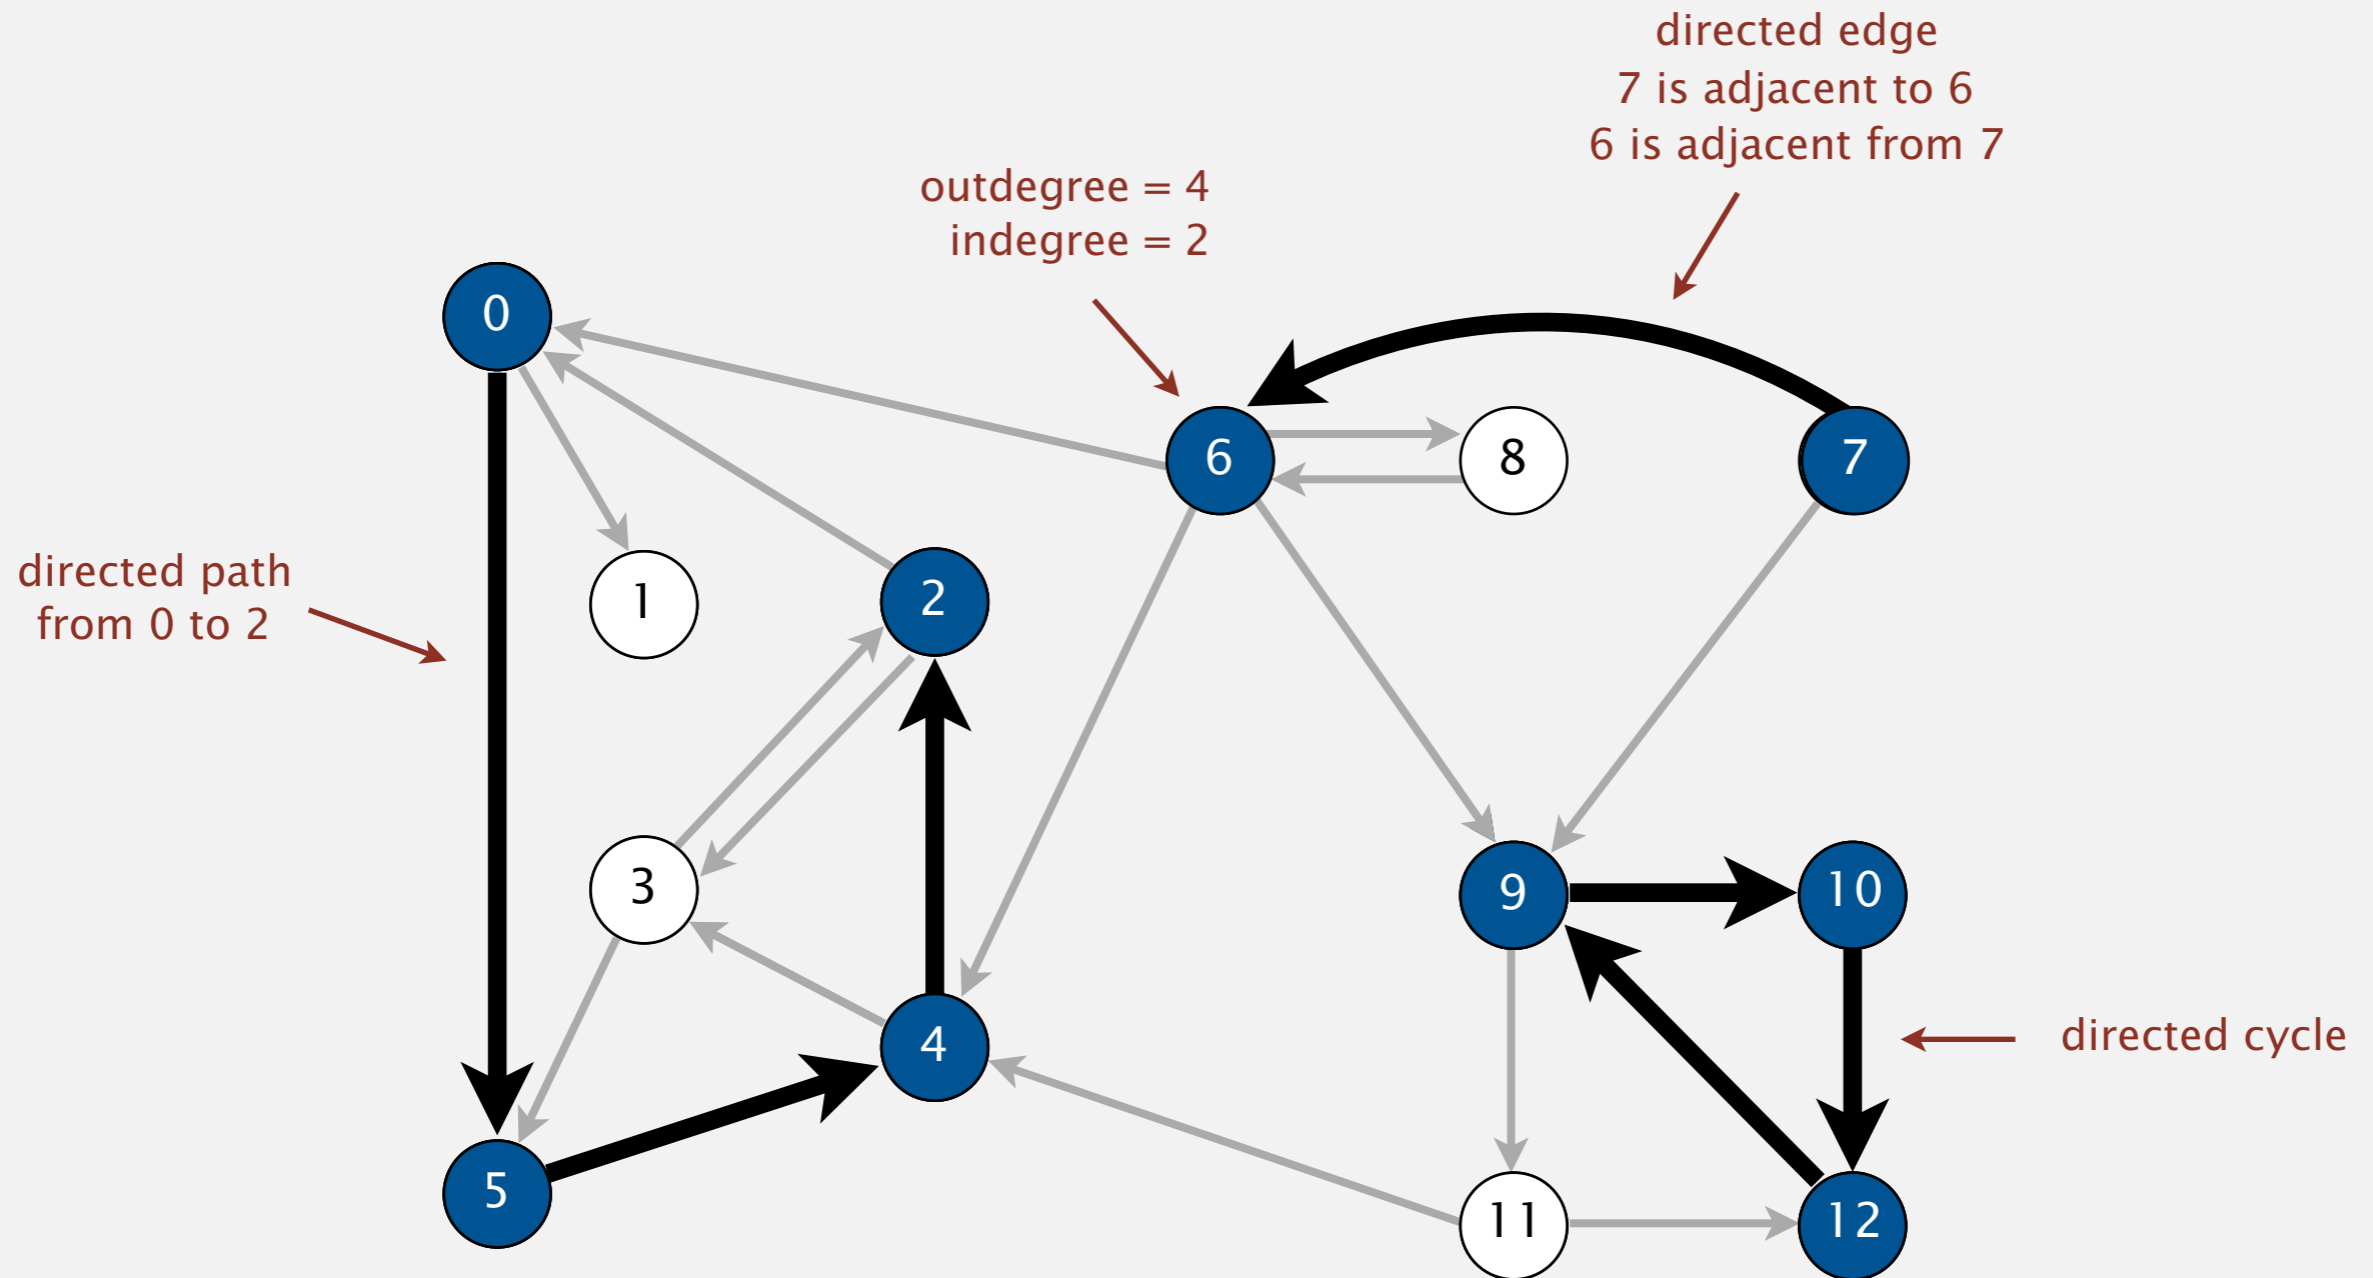 directed edge
7 is adjacent to 6
6 is adjacent from 7
outdegree = 4
indegree = 2
0
6
8
7
directed path
from 0 to 2
1
2
3
9
10
4
directed cycle
5
11
12